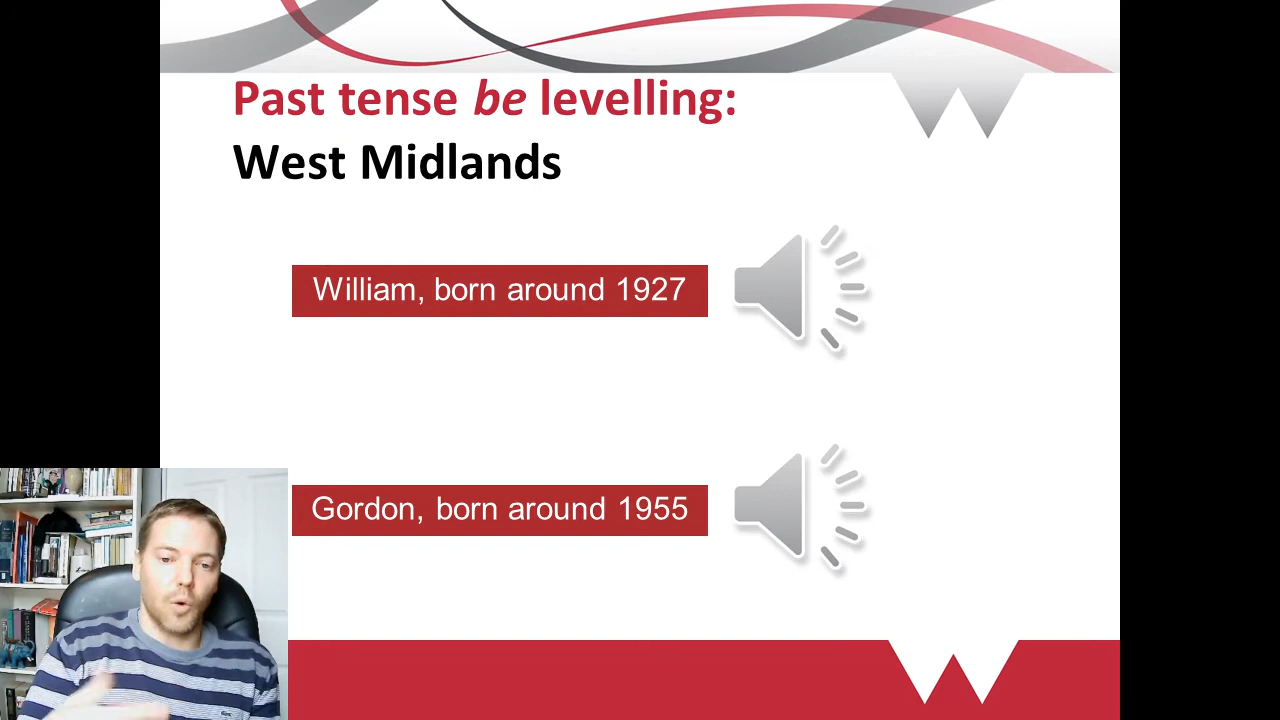 Past tense be levelling:
West Midlands
William, born around 1927
Gordon, born around 1955